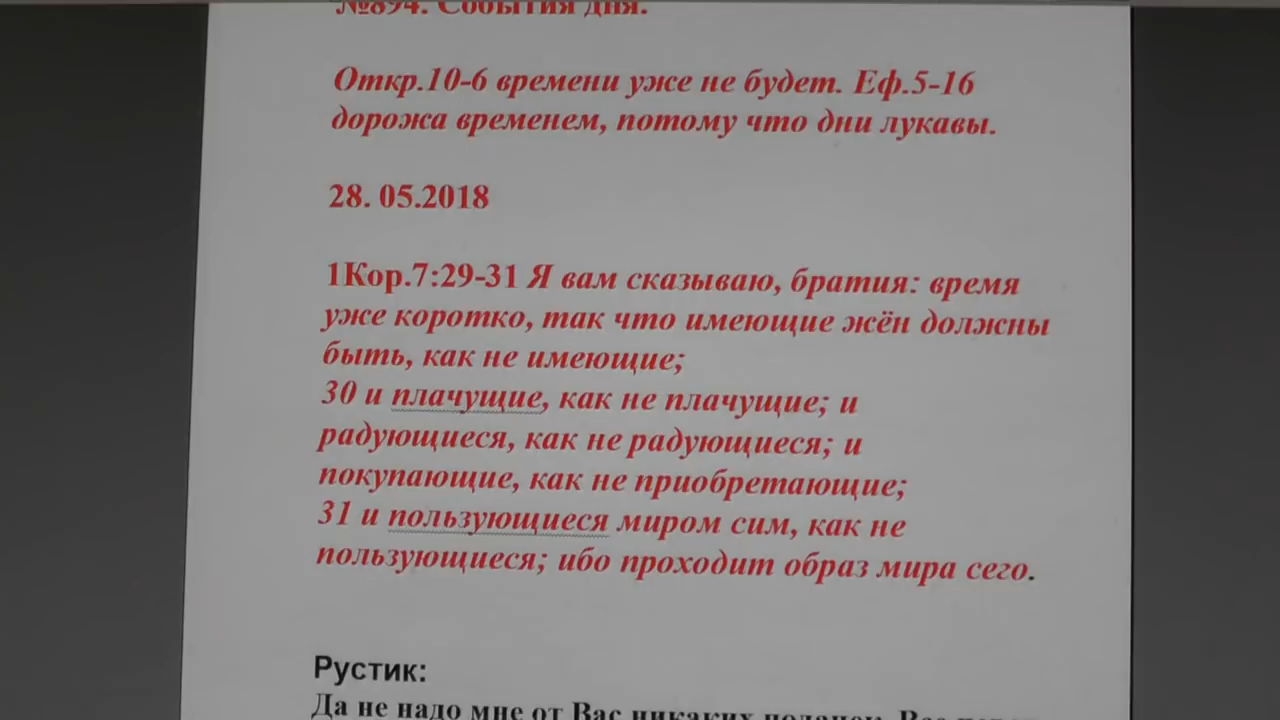 №894. События дня.
Откр.10-6 времени уже не будет. Еф.5-16
дорожа временем, потому что дни лукавы.
28. 05.2018
1Кор.7:29-31 Я вам сказываю, братия: время
уже коротко, так что имеющие жён должны
быть, как не имеющие;
30 и плачущие, как не плачущие; и
радующиеся, как не радующиеся; и
покупающие, как не приобретающие;
31 и пользующиеся миром сим, как не
пользующиеся; ибо проходит образ мира сего.
Рустик:
Да не надо мне от Вас никаких